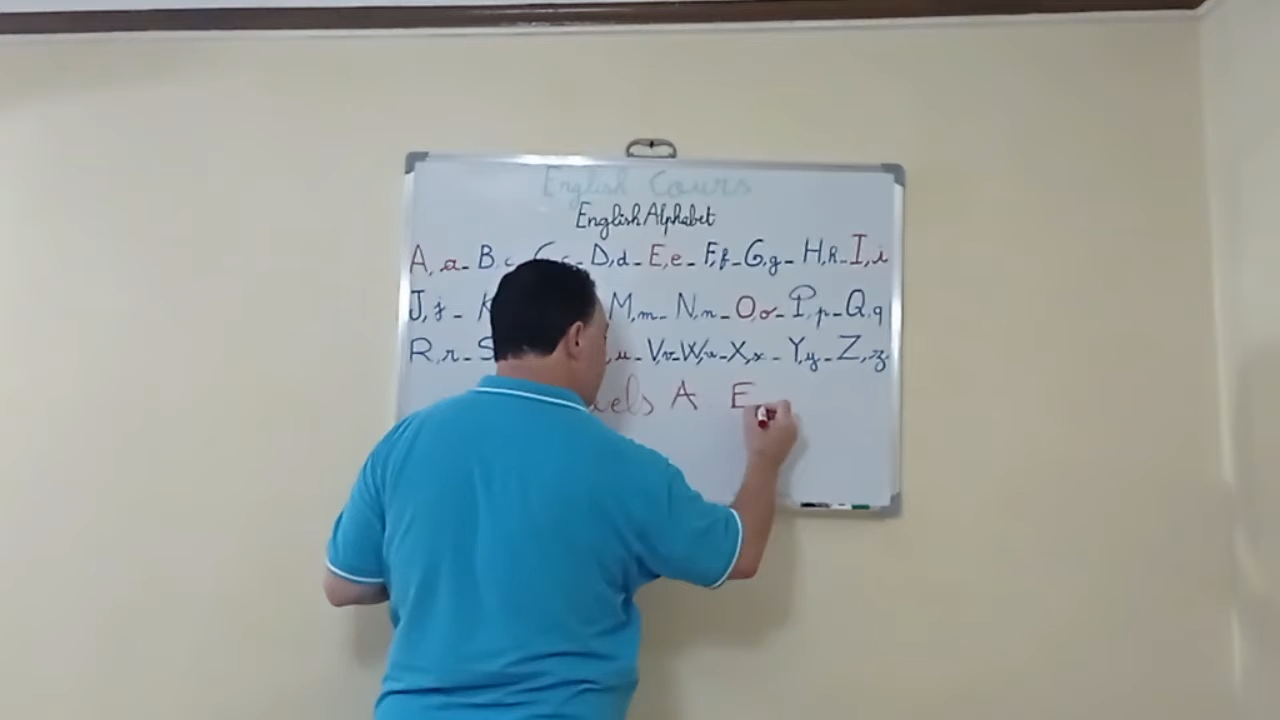 English Cours
English Alphabet
A, a - B, c - D, d - E, e - F, f - G, g - H, h - I, i
J, j - K M, m - N, n - O, o - P, p - Q, q
R, r - S , u - V, v - W, w - X, x - Y, y - Z, z
els A E